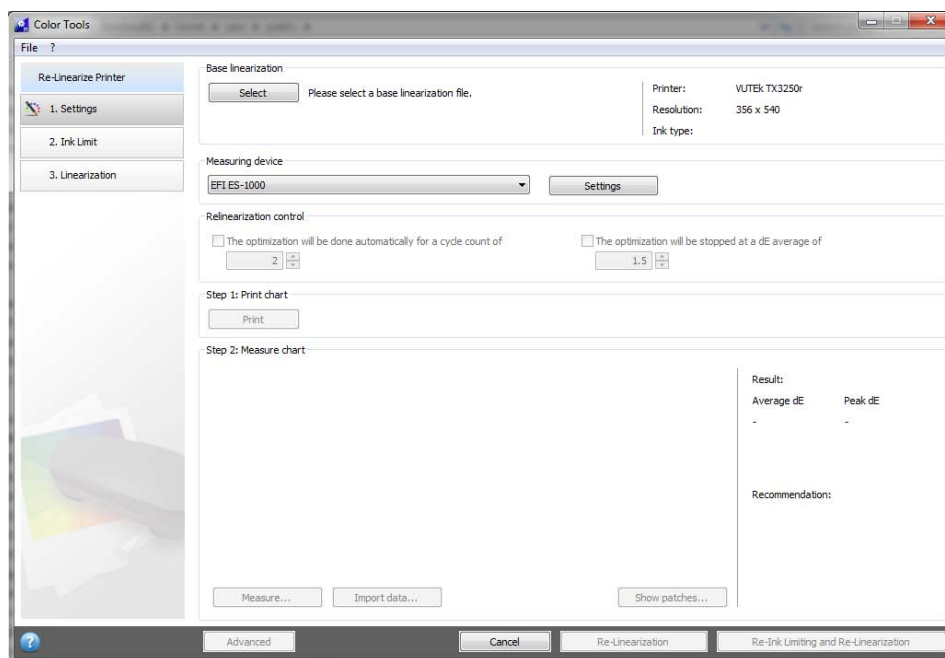 Color Tools
File ?
Re-Linearize Printer
1. Settings
2. Ink Limit
3. Linearization
Base linearization
Select Please select a base linearization file.
Printer: VUTEk TX3250r
Resolution: 356 x 540
Ink type:
Measuring device
EFI ES-1000 Settings
Relinearization control
The optimization will be done automatically for a cycle count of
2
The optimization will be stopped at a dE average of
1.5
Step 1: Print chart
Print
Step 2: Measure chart
Result:
Average dE Peak dE
- -
Recommendation:
Measure... Import data... Show patches...
? Advanced Cancel Re-Linearization Re-Ink Limiting and Re-Linearization